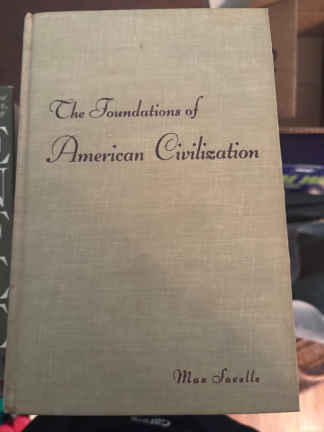 The Foundations of
American Civilization
Max Savelle